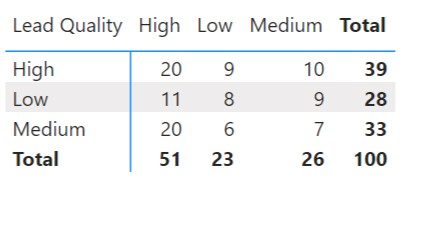 Lead Quality High Low Medium Total
High 20 9 10 39
Low 11 8 9 28
Medium 20 6 7 33
Total 51 23 26 100